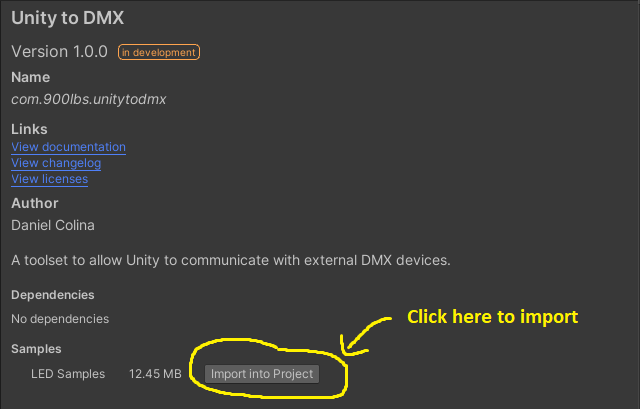 Unity to DMX
Version 1.0.0 in development
Name
com.900lbs.unitytodmx
Links
View documentation
View changelog
View licenses
Author
Daniel Colina
A toolset to allow Unity to communicate with external DMX devices.
Dependencies
Click here to import
No dependencies
Samples
LED Samples 12.45 MB Import into Project